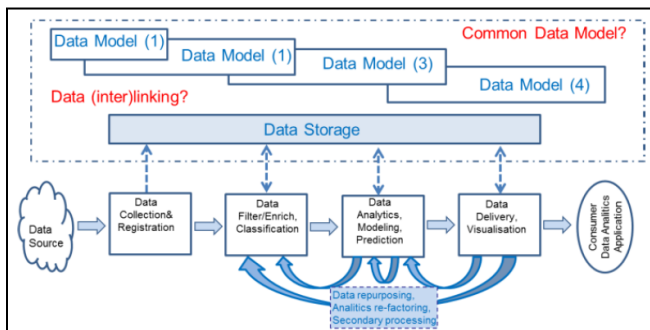 Common Data Model?
Data Model (1)
Data Model (1)
Data Model (3)
Data Model (4)
Data (inter)linking?
Data Storage
Data
Source
Data
Collection&
Registration
Data
Filter/Enrich,
Classification
Data
Analytics,
Modeling,
Prediction
Data
Delivery,
Visualisation
Consumer
Data Analitics
Application
Data repurposing,
Analitics re-factoring,
Secondary processing